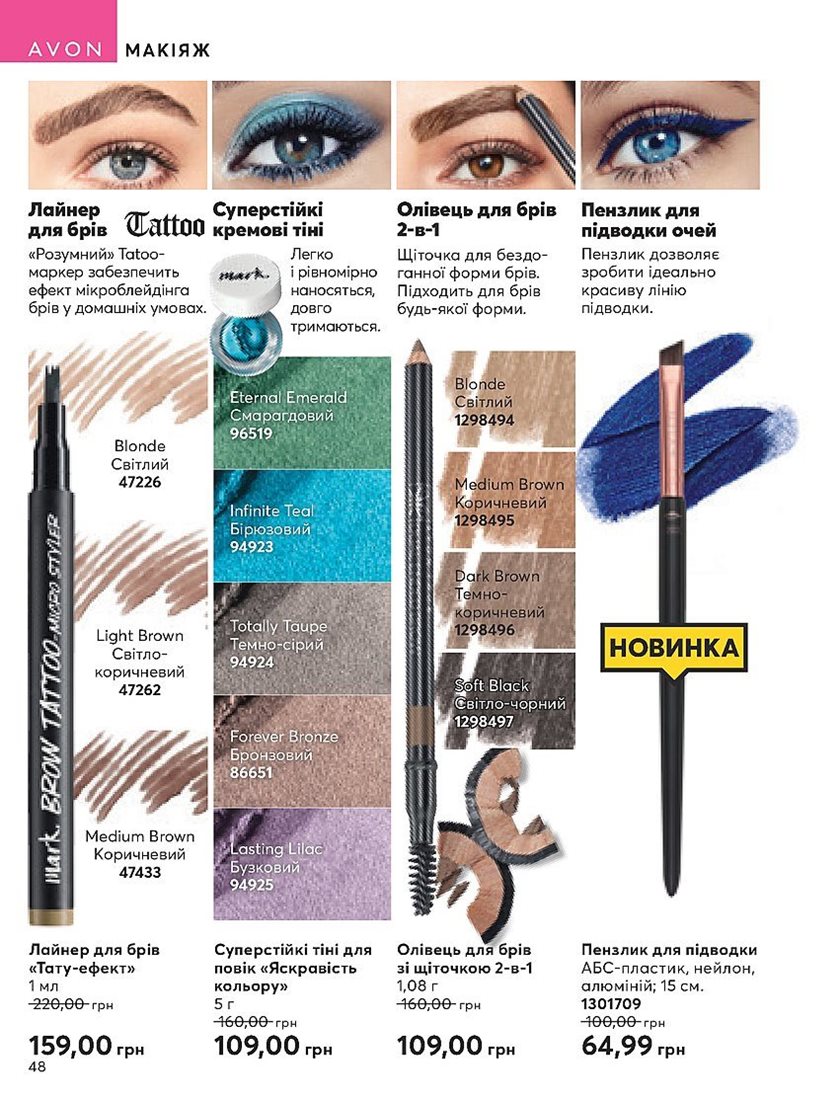 AVON МАКІЯЖ
Лайнер
для брів
Tattoo
«Розумний» Tatoo-
маркер забезпечить
ефект мікроблейдінга
брів у домашніх умовах.
Суперстійкі
кремові тіні
mark.
Легко
і рівномірно
наносяться,
довго
тримаються.
Олівець для брів
2-в-1
Щіточка для бездо-
ганної форми брів.
Підходить для брів
будь-якої форми.
Пензлик для
підводки очей
Пензлик дозволяє
зробити ідеально
красиву лінію
підводки.
mark. BROW TATTOO MICRO STYLER
Blonde
Світлий
47226
Light Brown
Світло-
коричневий
47262
Medium Brown
Коричневий
47433
Eternal Emerald
Смарагдовий
96519
Infinite Teal
Бірюзовий
94923
Totally Taupe
Темно-сірий
94924
Forever Bronze
Бронзовий
86651
Lasting Lilac
Бузковий
94925
Blonde
Світлий
1298494
Medium Brown
Коричневий
1298495
Dark Brown
Темно-
коричневий
1298496
Soft Black
Світло-чорний
1298497
НОВИНКА
Лайнер для брів
«Тату-ефект»
1 мл
220,00 грн
159,00 грн
Суперстійкі тіні для
повік «Яскравість
кольору»
5 г
160,00 грн
109,00 грн
Олівець для брів
зі щіточкою 2-в-1
1,08 г
160,00 грн
109,00 грн
Пензлик для підводки
АБС-пластик, нейлон,
алюміній; 15 см.
1301709
100,00 грн
64,99 грн
48